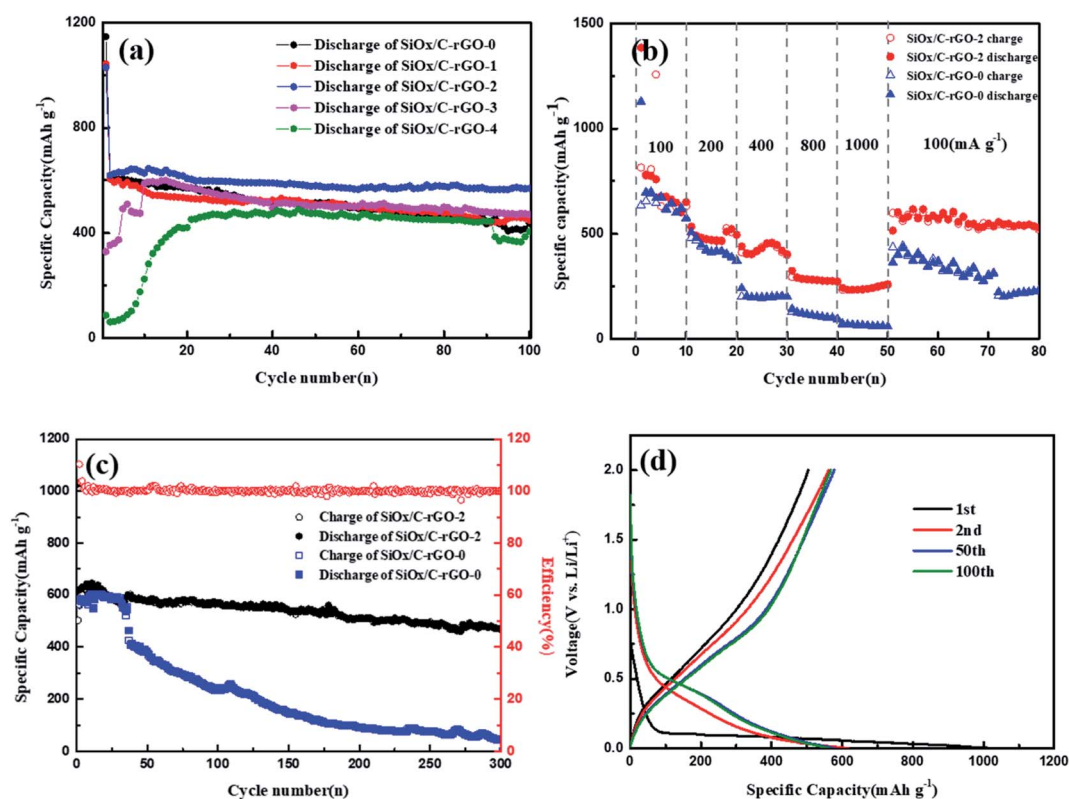 (a)
Discharge of SiOx/C-rGO-0
Discharge of SiOx/C-rGO-1
Discharge of SiOx/C-rGO-2
Discharge of SiOx/C-rGO-3
Discharge of SiOx/C-rGO-4
Specific Capacity(mAh g-1)
1200
900
600
400
0
0
20
40
60
80
100
Cycle number(n)
(b)
SiOx/C-rGO-2 charge
SiOx/C-rGO-2 discharge
SiOx/C-rGO-0 charge
SiOx/C-rGO-0 discharge
100
200
400
800
1000
100(mA g-1)
Specific capacity(mAh g-1)
1500
1250
1000
500
250
0
0
10
20
30
40
50
60
70
80
Cycle number(n)
(c)
Charge of SiOx/C-rGO-2
Discharge of SiOx/C-rGO-2
Charge of SiOx/C-rGO-0
Discharge of SiOx/C-rGO-0
Specific Capacity(mAh g-1)
1200
1000
800
600
400
200
0
120
100
80
60
40
20
0
Efficiency(%)
0
50
100
150
200
250
300
Cycle number(n)
(d)
1st
2nd
50th
100th
Voltage(V vs. Li/Li+)
2.0
1.5
1.0
0.5
0.0
0
200
400
600
800
1000
1200
Specific Capacity(mAh g-1)